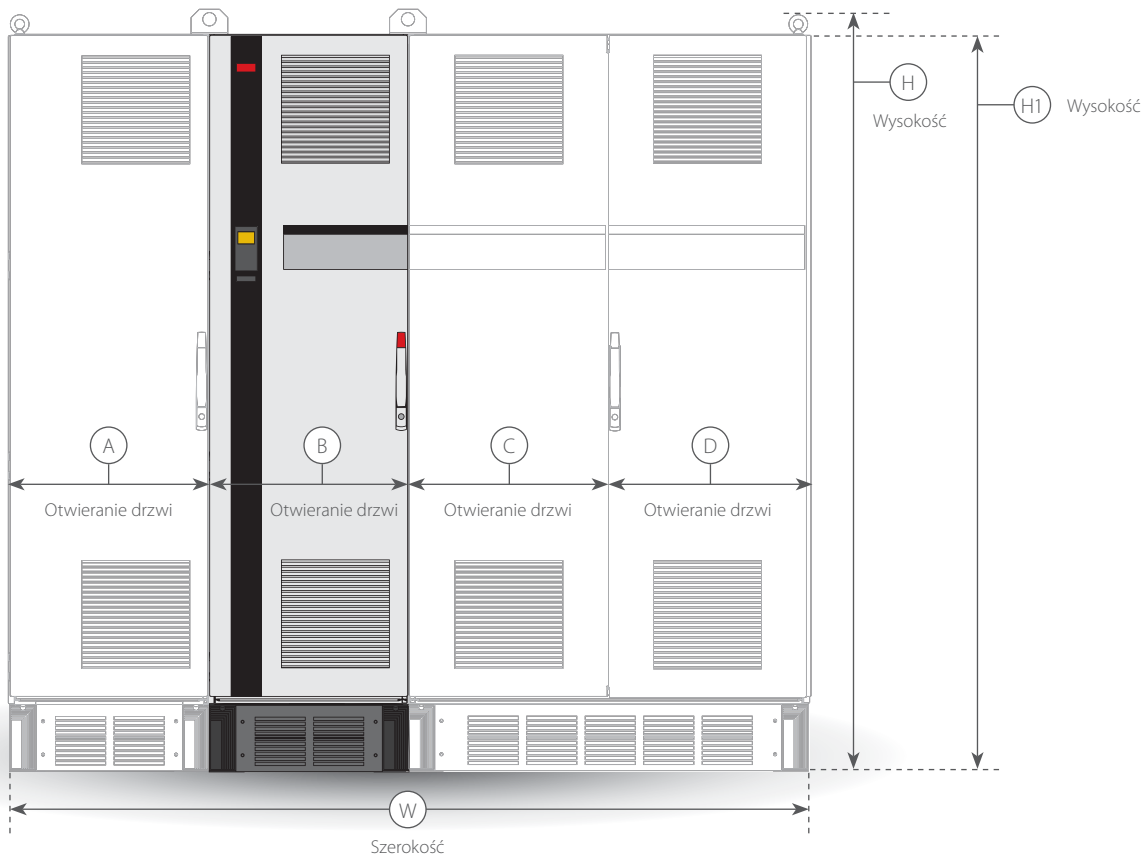 H
Wysokość
H1 Wysokość
A
B
C
D
Otwieranie drzwi
Otwieranie drzwi
Otwieranie drzwi
Otwieranie drzwi
W
Szerokość